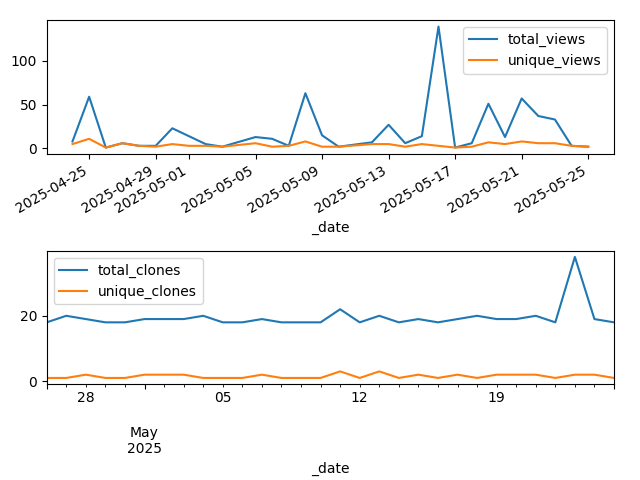 total_views
unique_views
100
50
0
2025-04-25
2025-04-29
2025-05-01
2025-05-05
2025-05-09
2025-05-13
2025-05-17
2025-05-21
2025-05-25
_date
total_clones
unique_clones
20
0
28
05
12
19
May
2025
_date